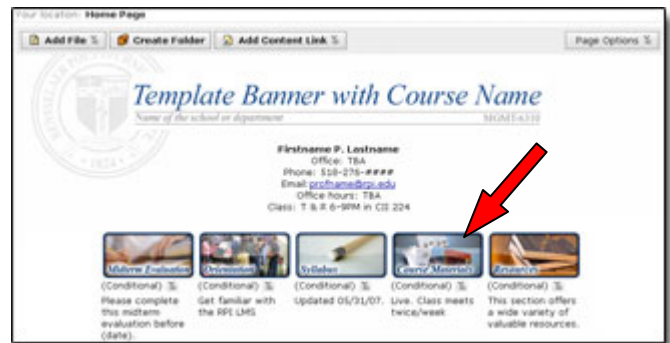 Your location: Home Page
Add File Create Folder Add Content Link Page Options
Template Banner with Course Name
Name of the school or department MGMT-6310
Firstname P. Lastname
Office: TBA
Phone: 518-276-####
Email: profname@rpi.edu
Office hours: TBA
Class: T & R 6-9PM in CII 224
Midterm Evaluation Orientation Syllabus Course Materials Resources
(Conditional) (Conditional) (Conditional) (Conditional) (Conditional)
Please complete Get familiar with Updated 05/31/07. Live. Class meets This section offers
this midterm the RPI LMS twice/week a wide variety of
evaluation before valuable resources.
(date).